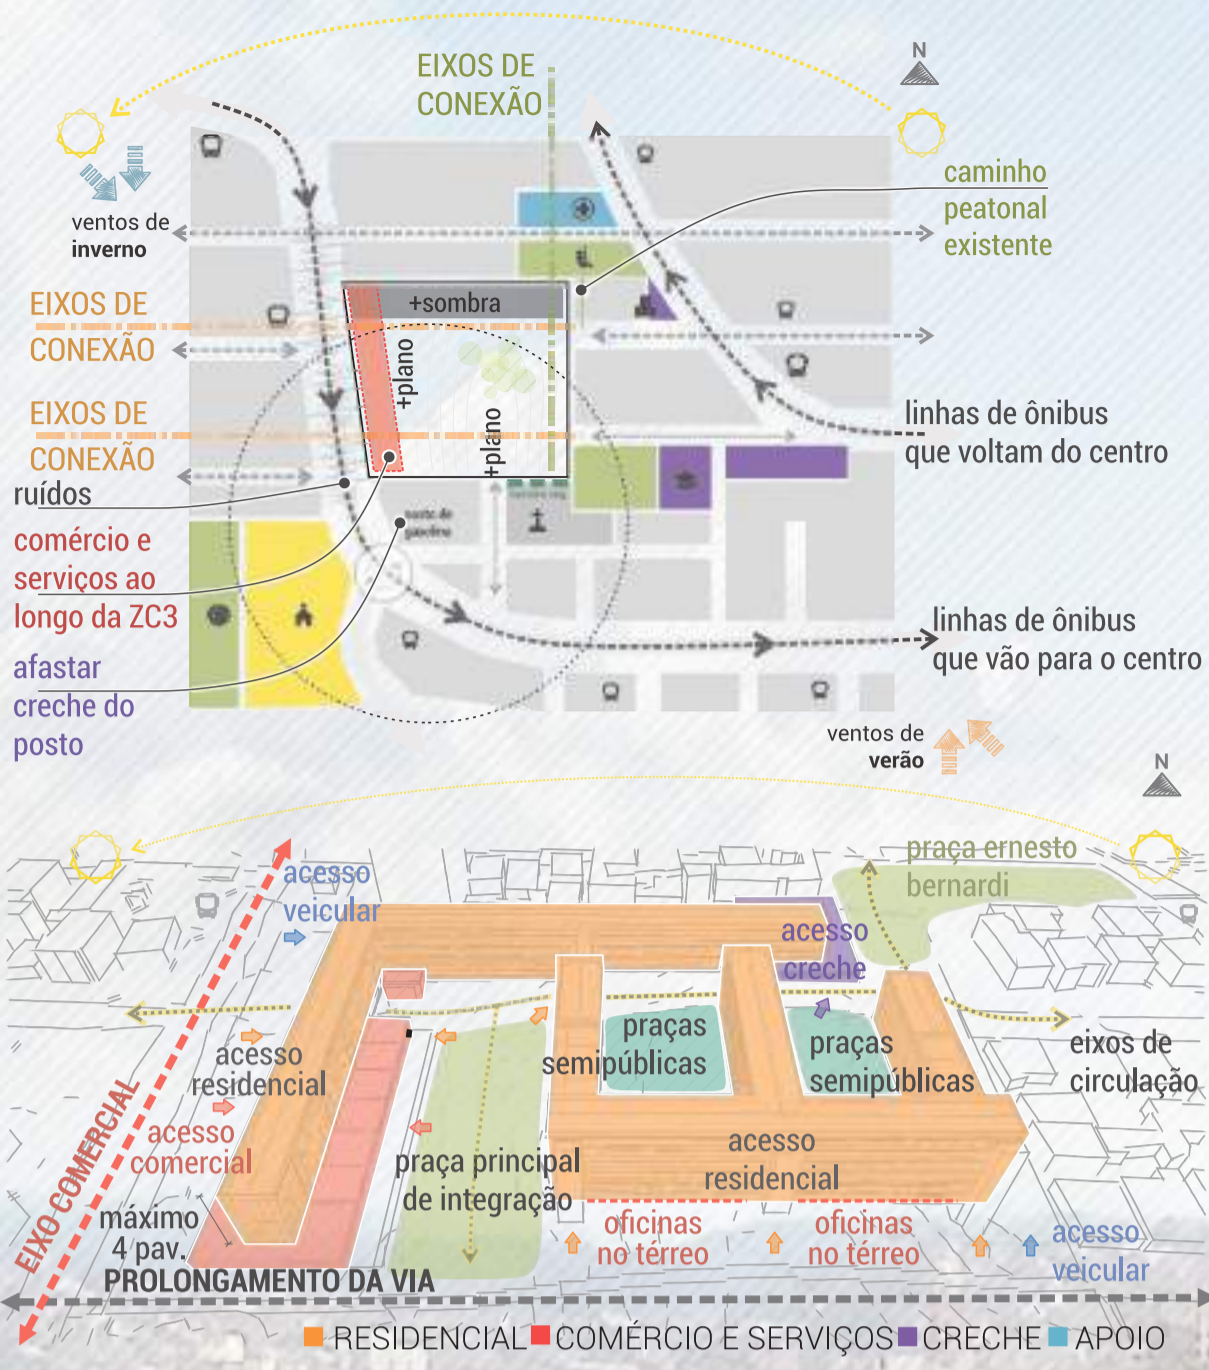 EIXOS DE
CONEXÃO
N
caminho
peatonal
existente
ventos de
inverno
EIXOS DE
CONEXÃO
+sombra
+plano
EIXOS DE
CONEXÃO
+plano
linhas de ônibus
que voltam do centro
ruídos
posto de
gasolina
comércio e
serviços ao
longo da ZC3
afastar
creche do
posto
linhas de ônibus
que vão para o centro
ventos de
verão
N
praça ernesto
bernardi
acesso
veicular
acesso
creche
praças
semipúblicas
praças
semipúblicas
eixos de
circulação
acesso
residencial
EIXO COMERCIAL
acesso
comercial
praça principal
de integração
acesso
residencial
máximo
4 pav.
oficinas
no térreo
oficinas
no térreo
acesso
veicular
PROLONGAMENTO DA VIA
RESIDENCIAL COMÉRCIO E SERVIÇOS CRECHE APOIO